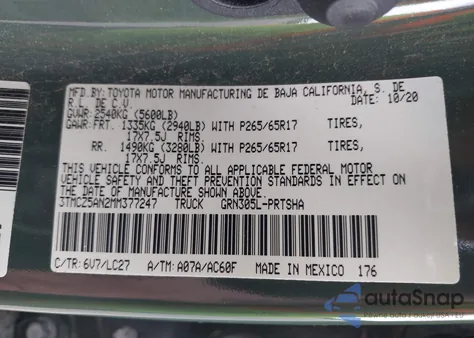 MFD.BY: TOYOTA MOTOR MANUFACTURING DE BAJA CALIFORNIA, S. DE
R.L. DE C.V. DATE: 10/20
GVWR: 2540KG (5600LB)
GAWR: FRT. 1335KG (2940LB) WITH P265/65R17 TIRES,
17X7.5J RIMS.
RR. 1490KG (3280LB) WITH P265/65R17 TIRES,
17X7.5J RIMS.
THIS VEHICLE CONFORMS TO ALL APPLICABLE FEDERAL MOTOR
VEHICLE SAFETY AND THEFT PREVENTION STANDARDS IN EFFECT ON
THE DATE OF MANUFACTURE SHOWN ABOVE.
3TMCZ5AN2MM377247 TRUCK GRN305L-PRTSHA
C/TR: 6V7/LC27 A/TM: A07A/AC60F MADE IN MEXICO 176
autoSnap